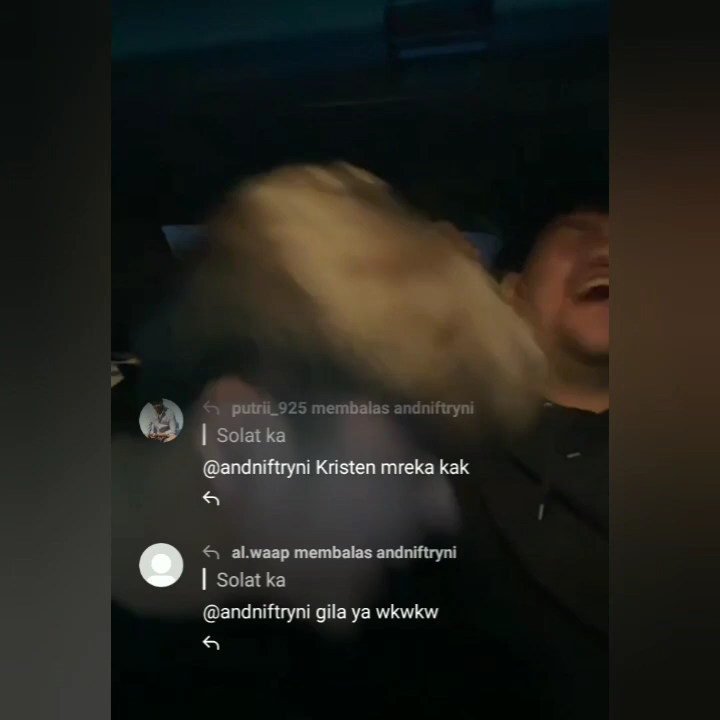 putrii_925 membalas andniftryni
Solat ka
@andniftryni Kristen mreka kak
al.waap membalas andniftryni
Solat ka
@andniftryni gila ya wkwkw